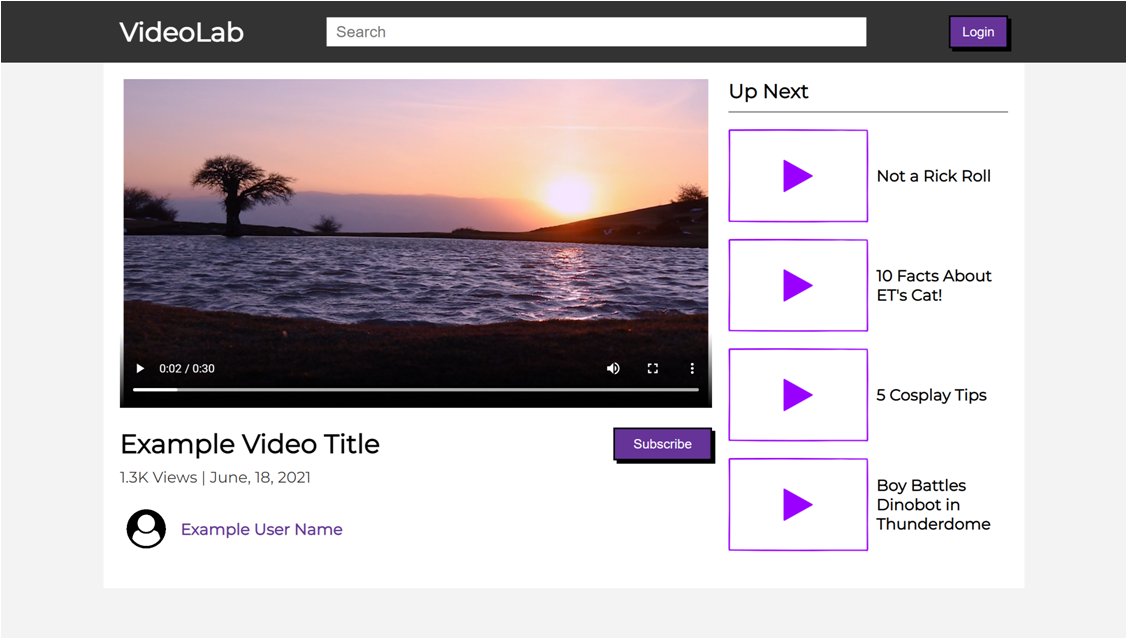 VideoLab
Search
Login
Up Next
Not a Rick Roll
10 Facts About
ET's Cat!
5 Cosplay Tips
Boy Battles
Dinobot in
Thunderdome
0:02 / 0:30
Example Video Title
Subscribe
1.3K Views | June, 18, 2021
Example User Name